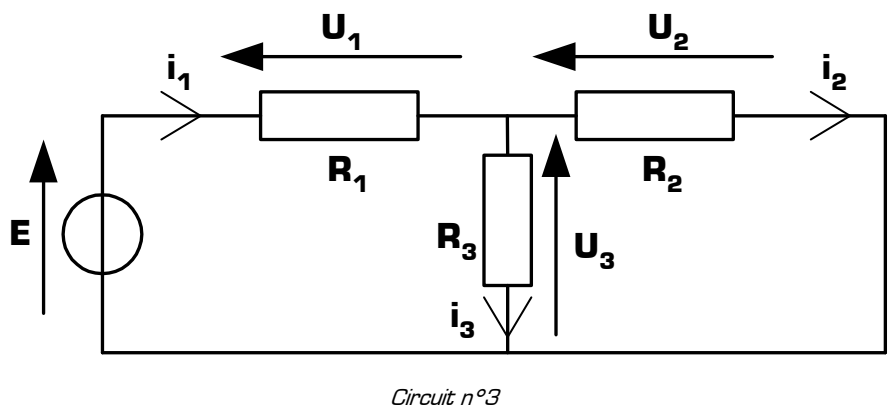 U₁ U₂
i₁ i₂
R₁ R₂
E R₃ U₃
i₃
Circuit n°3